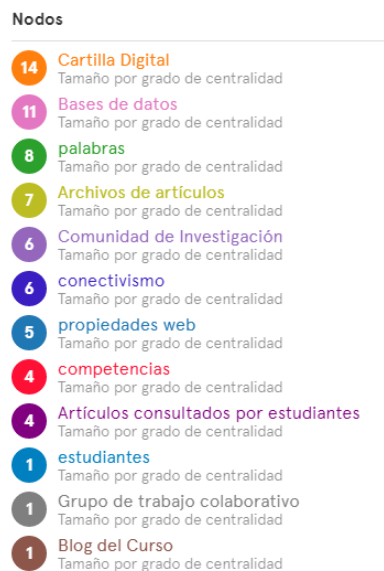 Nodos
14 Cartilla Digital
Tamaño por grado de centralidad
11 Bases de datos
Tamaño por grado de centralidad
8 palabras
Tamaño por grado de centralidad
7 Archivos de artículos
Tamaño por grado de centralidad
6 Comunidad de Investigación
Tamaño por grado de centralidad
6 conectivismo
Tamaño por grado de centralidad
5 propiedades web
Tamaño por grado de centralidad
4 competencias
Tamaño por grado de centralidad
4 Artículos consultados por estudiantes
Tamaño por grado de centralidad
1 estudiantes
Tamaño por grado de centralidad
1 Grupo de trabajo colaborativo
Tamaño por grado de centralidad
1 Blog del Curso
Tamaño por grado de centralidad